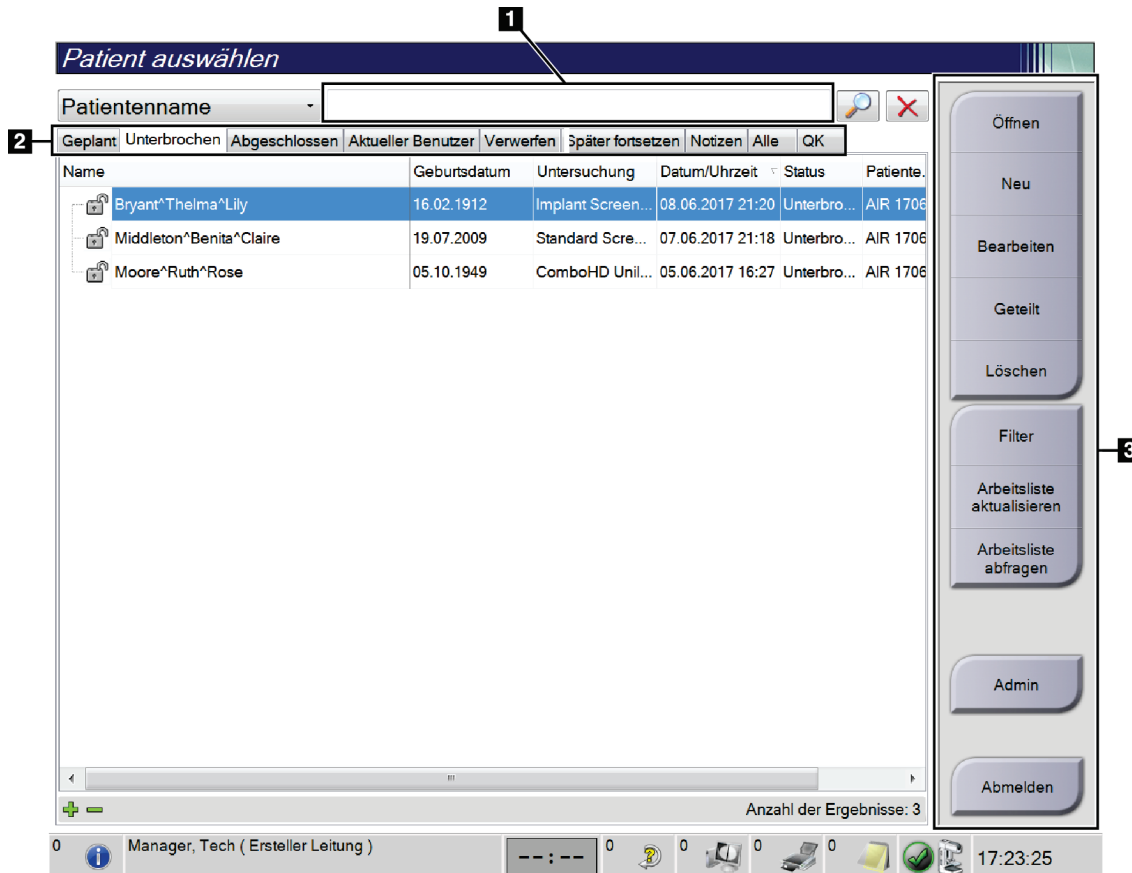 1
Patient auswählen
Patientenname
2
Geplant Unterbrochen Abgeschlossen Aktueller Benutzer Verwerfen Später fortsetzen Notizen Alle QK
Name Geburtsdatum Untersuchung Datum/Uhrzeit Status Patiente.
Bryant^Thelma^Lily 16.02.1912 Implant Screen... 08.06.2017 21:20 Unterbro... AIR 1706
Middleton^Benita^Claire 19.07.2009 Standard Scre... 07.06.2017 21:18 Unterbro... AIR 1706
Moore^Ruth^Rose 05.10.1949 ComboHD Unil... 05.06.2017 16:27 Unterbro... AIR 1706
Anzahl der Ergebnisse: 3
Öffnen
Neu
Bearbeiten
Geteilt
Löschen
Filter
Arbeitsliste
aktualisieren
Arbeitsliste
abfragen
Admin
Abmelden
3
0 Manager, Tech ( Ersteller Leitung ) --:-- 0 0 0 0 17:23:25